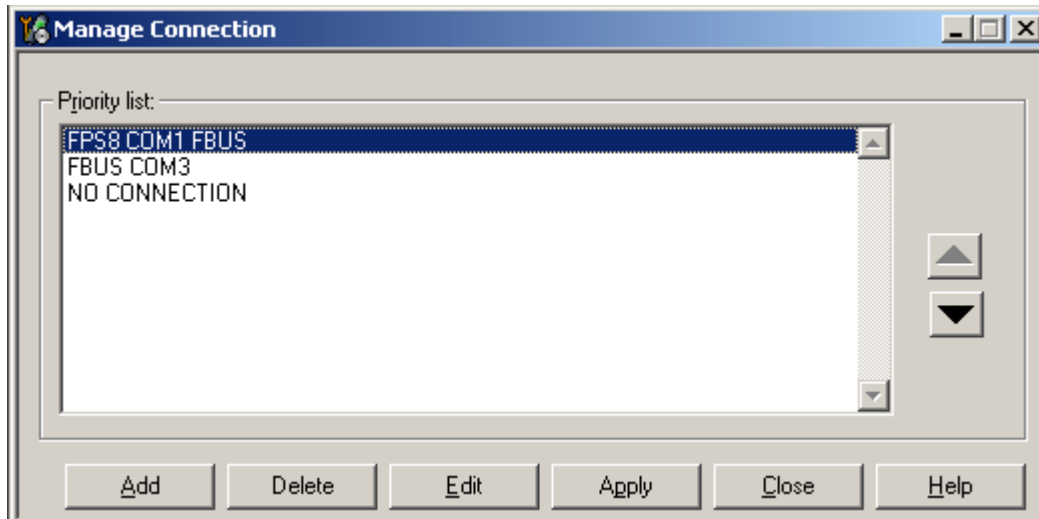 Manage Connection
Priority list:
FPS8 COM1 FBUS
FBUS COM3
NO CONNECTION
Add Delete Edit Apply Close Help